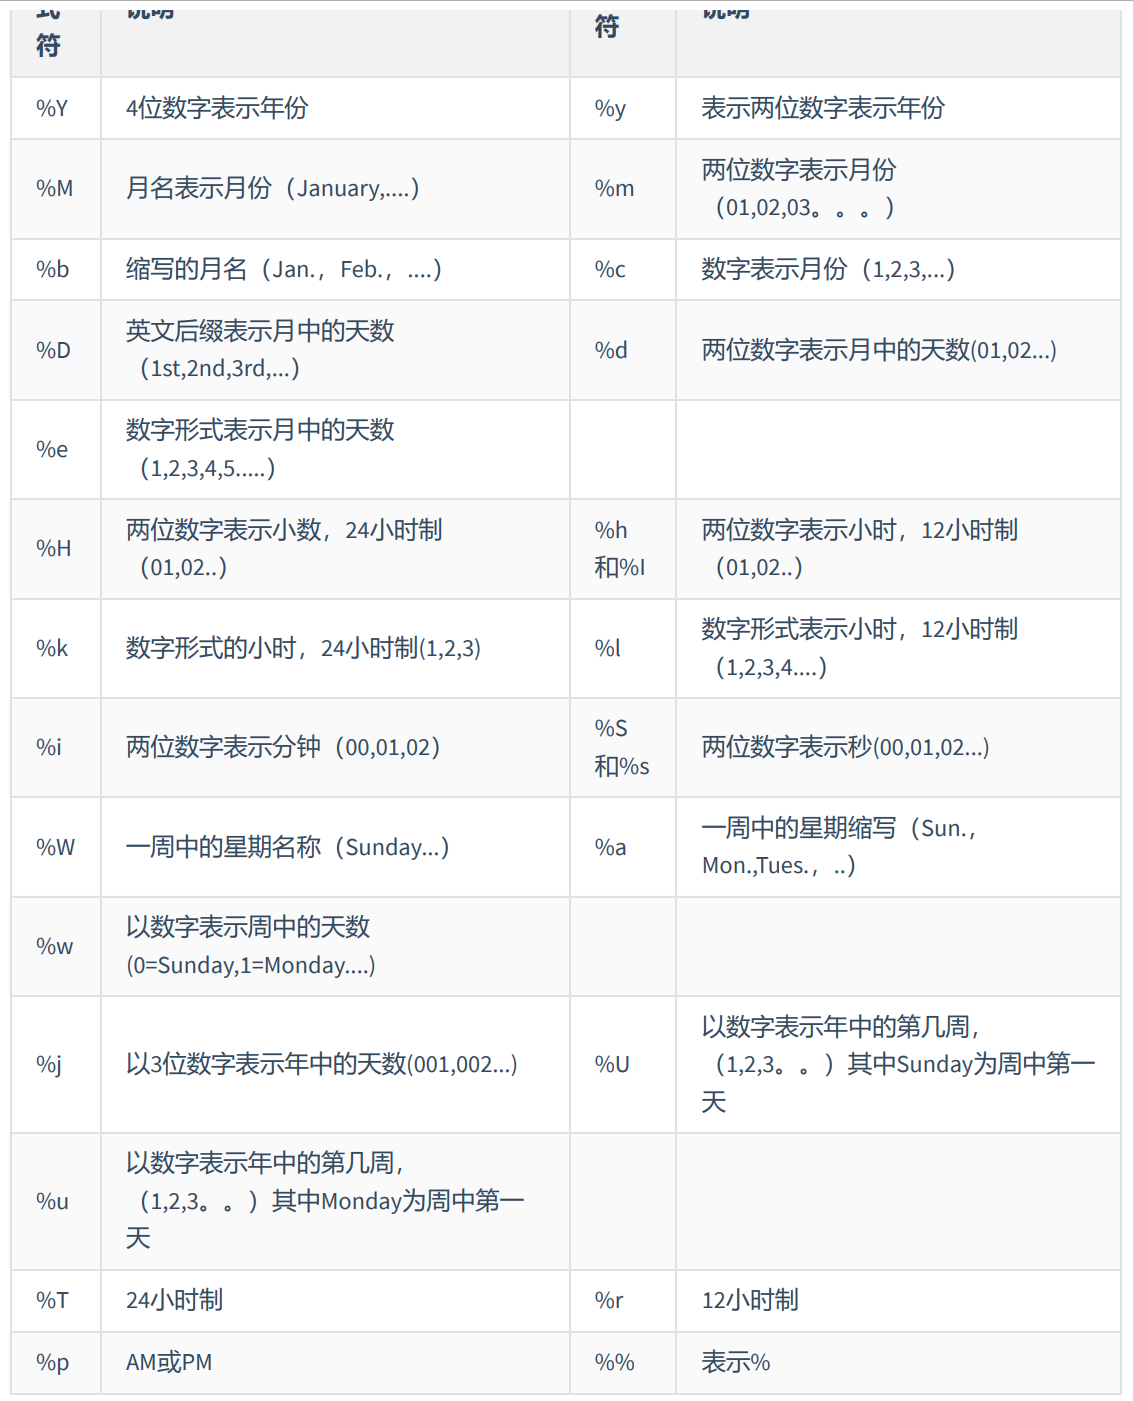 式
说明
说明
符
符
%Y
4位数字表示年份
%y
表示两位数字表示年份
%M
月名表示月份（January,....）
%m
两位数字表示月份
（01,02,03。。。）
%b
缩写的月名（Jan.，Feb.，....）
%c
数字表示月份（1,2,3,...）
%D
英文后缀表示月中的天数
（1st,2nd,3rd,...）
%d
两位数字表示月中的天数(01,02...)
%e
数字形式表示月中的天数
（1,2,3,4,5.....）
%H
两位数字表示小数，24小时制
（01,02..）
%h
和%I
两位数字表示小时，12小时制
（01,02..）
%k
数字形式的小时，24小时制(1,2,3)
%l
数字形式表示小时，12小时制
（1,2,3,4....）
%i
两位数字表示分钟（00,01,02）
%S
和%s
两位数字表示秒(00,01,02...)
%W
一周中的星期名称（Sunday...）
%a
一周中的星期缩写（Sun.，
Mon.,Tues.，..）
%w
以数字表示周中的天数
(0=Sunday,1=Monday....)
%j
以3位数字表示年中的天数(001,002...)
%U
以数字表示年中的第几周，
（1,2,3。。）其中Sunday为周中第一
天
%u
以数字表示年中的第几周，
（1,2,3。。）其中Monday为周中第一
天
%T
24小时制
%r
12小时制
%p
AM或PM
%%
表示%